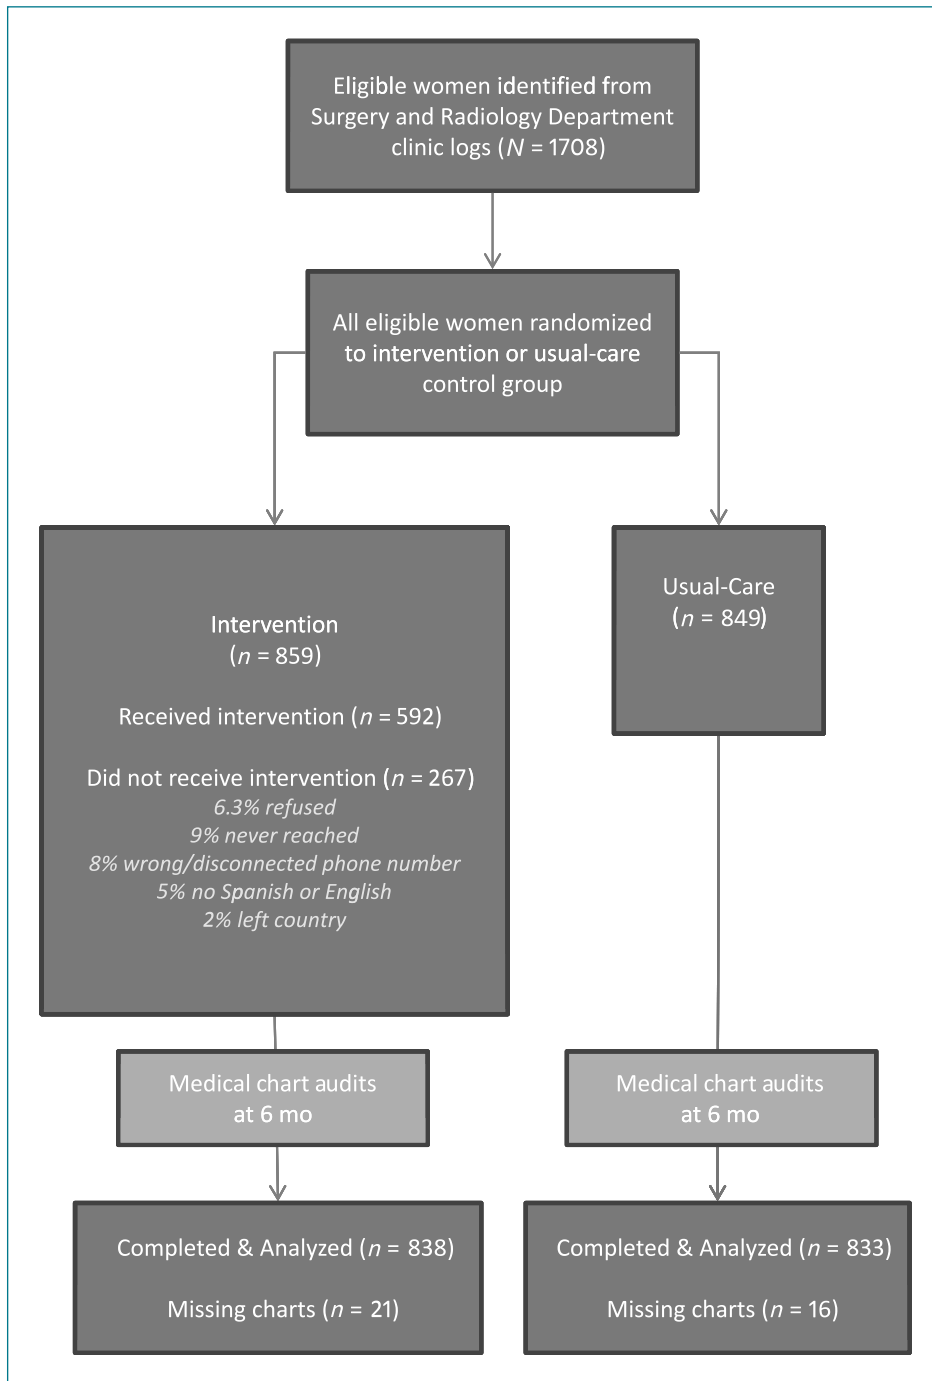 Eligible women identified from
Surgery and Radiology Department
clinic logs (N = 1708)
All eligible women randomized
to intervention or usual-care
control group
Intervention
(n = 859)
Received intervention (n = 592)
Did not receive intervention (n = 267)
6.3% refused
9% never reached
8% wrong/disconnected phone number
5% no Spanish or English
2% left country
Usual-Care
(n = 849)
Medical chart audits
at 6 mo
Medical chart audits
at 6 mo
Completed & Analyzed (n = 838)
Missing charts (n = 21)
Completed & Analyzed (n = 833)
Missing charts (n = 16)